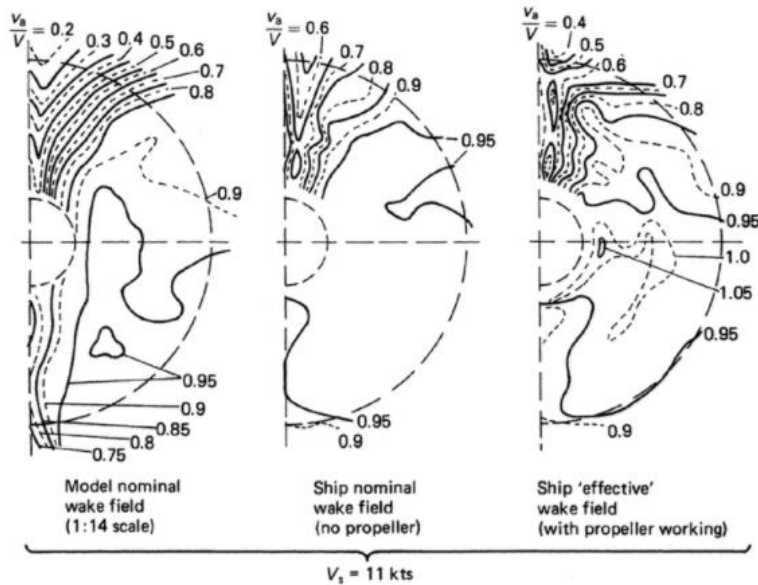 v_a/V = 0.2
0.3
0.4
0.5
0.6
0.7
0.8
0.9
0.95
0.9
0.85
0.8
0.75
Model nominal
wake field
(1:14 scale)
v_a/V = 0.6
0.7
0.8
0.9
0.95
0.95
0.9
Ship nominal
wake field
(no propeller)
v_a/V = 0.4
0.5
0.6
0.7
0.8
0.9
0.95
1.0
1.05
0.95
0.9
Ship 'effective'
wake field
(with propeller working)
V_s = 11 kts